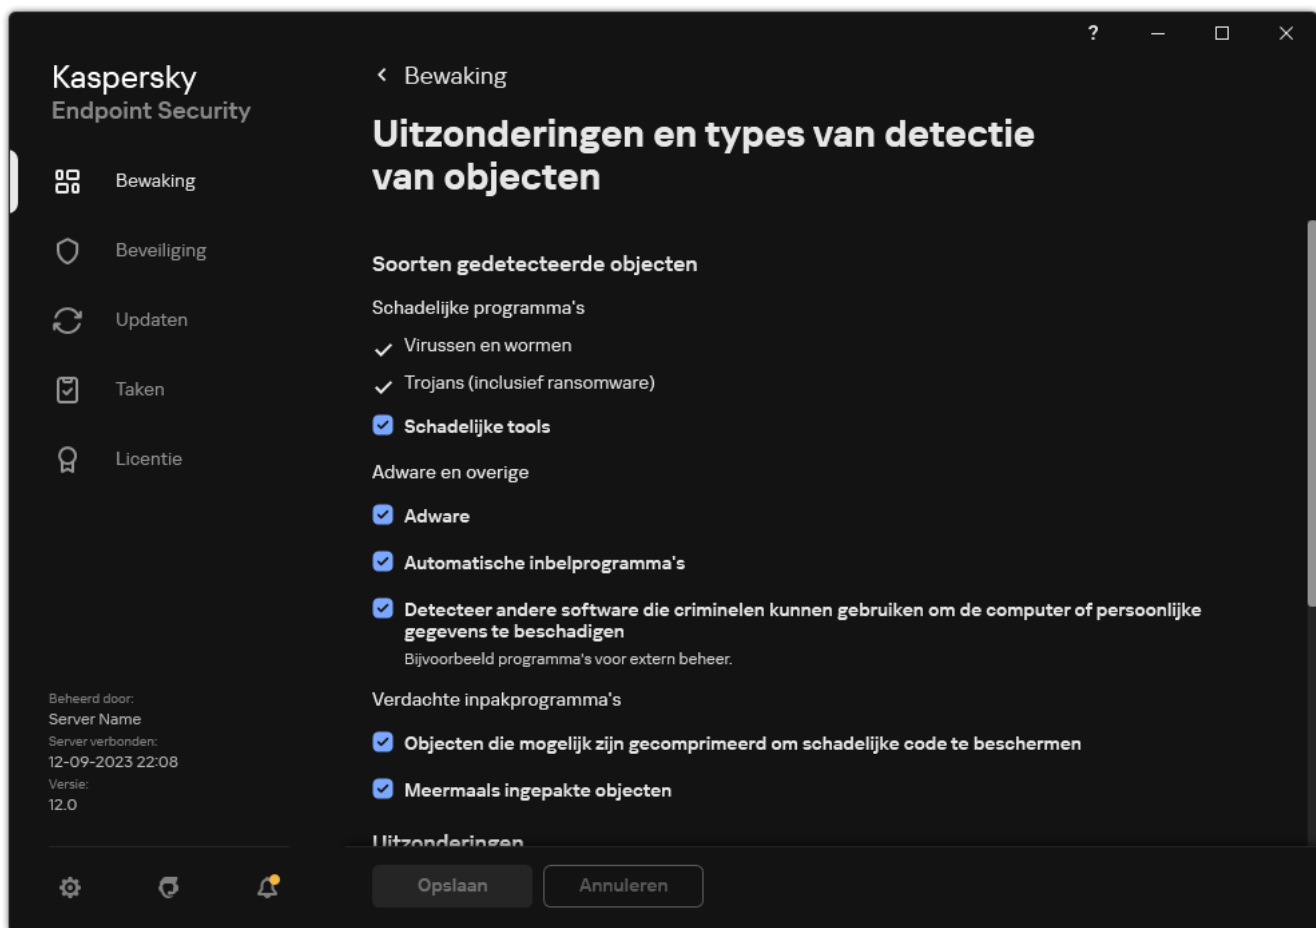 ?
Kaspersky
Endpoint Security
Bewaking
Beveiliging
Updaten
Taken
Licentie
Beheerd door:
Server Name
Server verbonden:
12-09-2023 22:08
Versie:
12.0
Bewaking
Uitzonderingen en types van detectie
van objecten
Soorten gedetecteerde objecten
Schadelijke programma's
Virussen en wormen
Trojans (inclusief ransomware)
Schadelijke tools
Adware en overige
Adware
Automatische inbelprogramma's
Detecteer andere software die criminelen kunnen gebruiken om de computer of persoonlijke
gegevens te beschadigen
Bijvoorbeeld programma's voor extern beheer.
Verdachte inpakprogramma's
Objecten die mogelijk zijn gecomprimeerd om schadelijke code te beschermen
Meermaals ingepakte objecten
Uitzonderingen
Opslaan
Annuleren